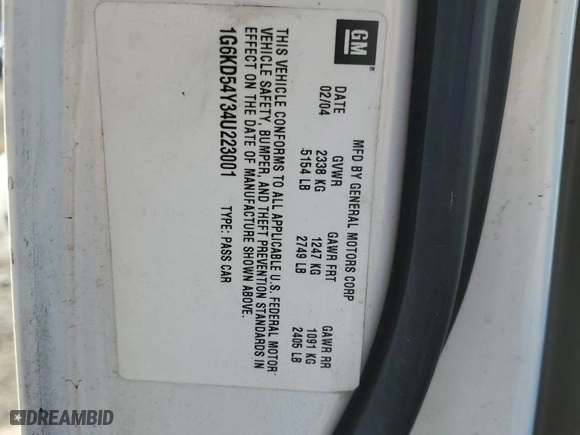 GM
MFD BY GENERAL MOTORS CORP
DATE GVWR GAWR FRT GAWR RR
02/04 2338 KG 1247 KG 1091 KG
5154 LB 2749 LB 2405 LB
THIS VEHICLE CONFORMS TO ALL APPLICABLE U.S. FEDERAL MOTOR
VEHICLE SAFETY, BUMPER, AND THEFT PREVENTION STANDARDS IN
EFFECT ON THE DATE OF MANUFACTURE SHOWN ABOVE.
1G6KD54Y34U223001 TYPE: PASS CAR
DREAMBID